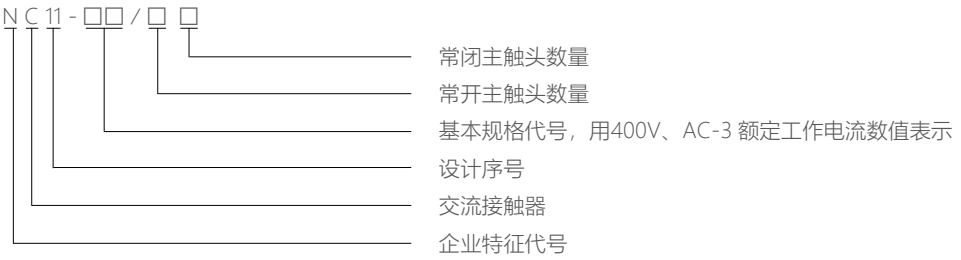 N C 11 - □□ / □ □
常闭主触头数量
常开主触头数量
基本规格代号，用400V、AC-3 额定工作电流数值表示
设计序号
交流接触器
企业特征代号